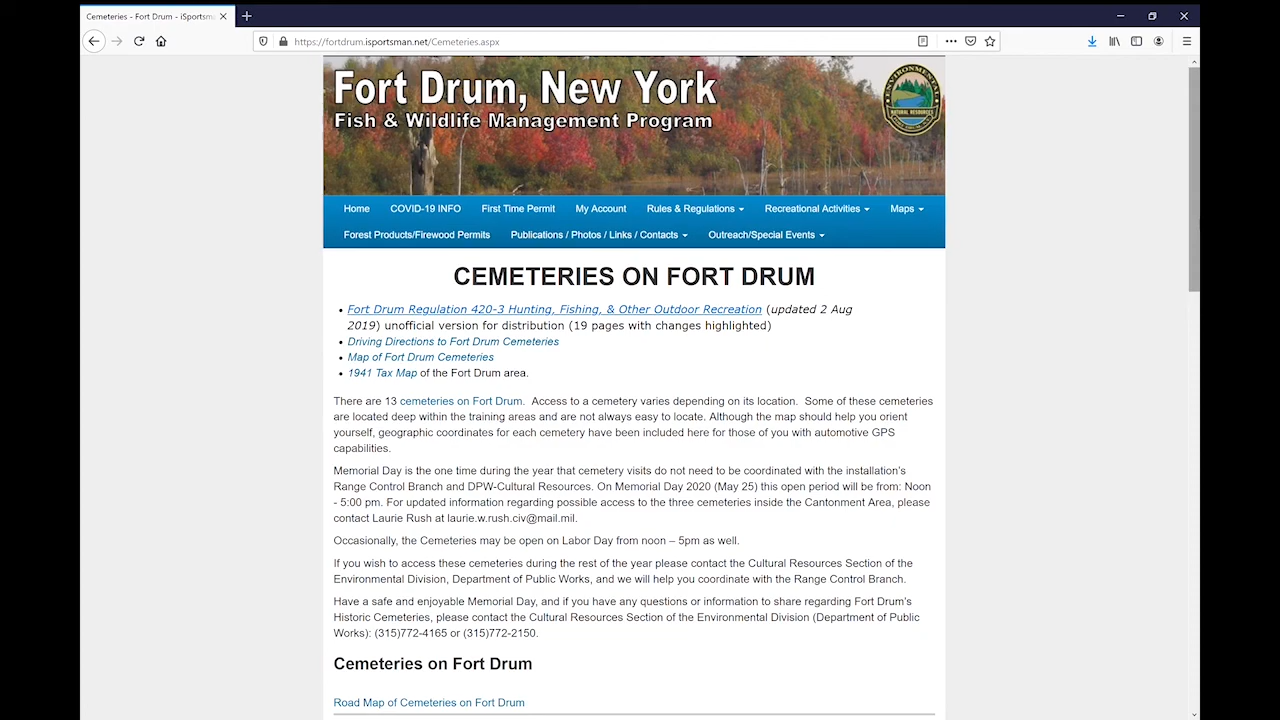 Cemeteries - Fort Drum - iSportsm
https://fortdrum.isportsman.net/Cemeteries.aspx
Fort Drum, New York
Fish & Wildlife Management Program
ENVIRONMENTAL
NATURAL RESOURCES
Home COVID-19 INFO First Time Permit My Account Rules & Regulations Recreational Activities Maps
Forest Products/Firewood Permits Publications / Photos / Links / Contacts Outreach/Special Events
CEMETERIES ON FORT DRUM
• Fort Drum Regulation 420-3 Hunting, Fishing, & Other Outdoor Recreation (updated 2 Aug
2019) unofficial version for distribution (19 pages with changes highlighted)
• Driving Directions to Fort Drum Cemeteries
• Map of Fort Drum Cemeteries
• 1941 Tax Map of the Fort Drum area.
There are 13 cemeteries on Fort Drum. Access to a cemetery varies depending on its location. Some of these cemeteries
are located deep within the training areas and are not always easy to locate. Although the map should help you orient
yourself, geographic coordinates for each cemetery have been included here for those of you with automotive GPS
capabilities.
Memorial Day is the one time during the year that cemetery visits do not need to be coordinated with the installation's
Range Control Branch and DPW-Cultural Resources. On Memorial Day 2020 (May 25) this open period will be from: Noon
- 5:00 pm. For updated information regarding possible access to the three cemeteries inside the Cantonment Area, please
contact Laurie Rush at laurie.w.rush.civ@mail.mil.
Occasionally, the Cemeteries may be open on Labor Day from noon – 5pm as well.
If you wish to access these cemeteries during the rest of the year please contact the Cultural Resources Section of the
Environmental Division, Department of Public Works, and we will help you coordinate with the Range Control Branch.
Have a safe and enjoyable Memorial Day, and if you have any questions or information to share regarding Fort Drum's
Historic Cemeteries, please contact the Cultural Resources Section of the Environmental Division (Department of Public
Works): (315)772-4165 or (315)772-2150.
Cemeteries on Fort Drum
Road Map of Cemeteries on Fort Drum